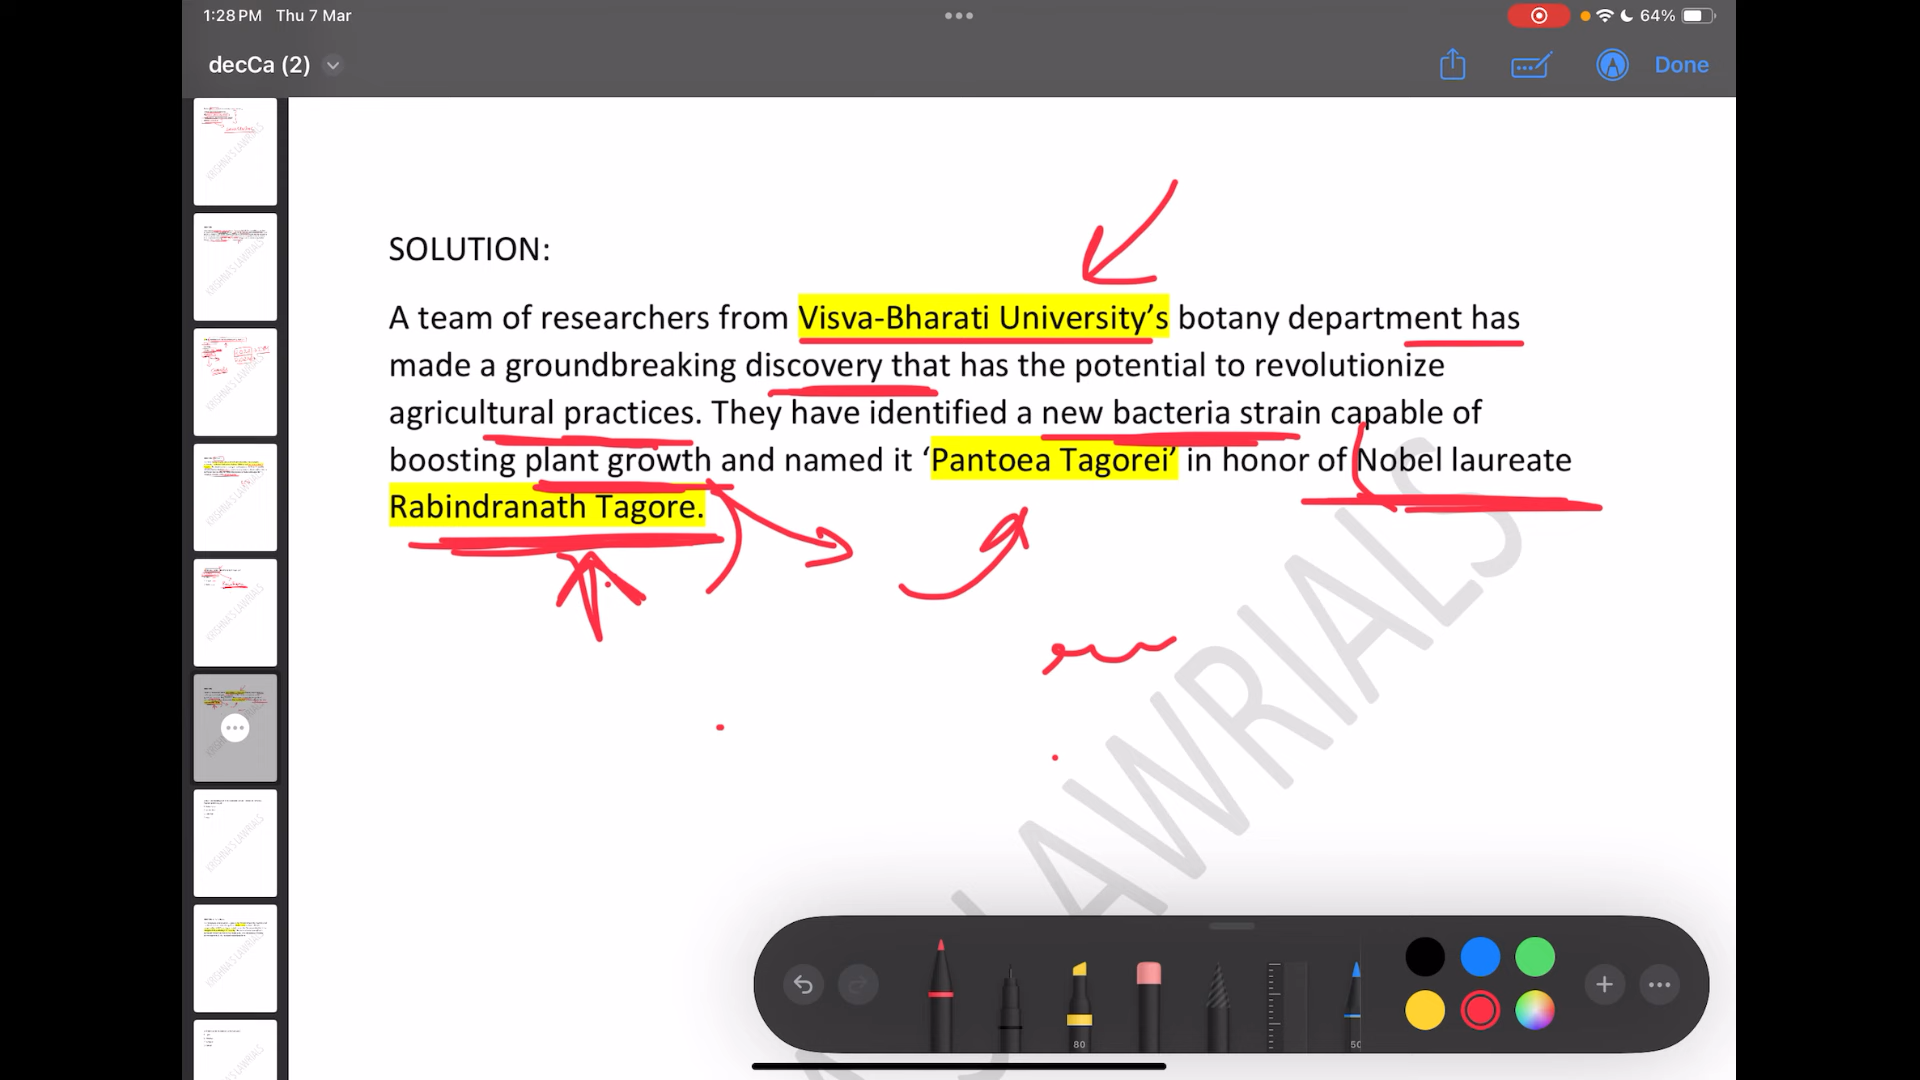 1:28 PM Thu 7 Mar
64%
decCa (2)
Done
SOLUTION:
A team of researchers from Visva-Bharati University’s botany department has
made a groundbreaking discovery that has the potential to revolutionize
agricultural practices. They have identified a new bacteria strain capable of
boosting plant growth and named it ‘Pantoea Tagorei’ in honor of Nobel laureate
Rabindranath Tagore.
LAWRIALS
80
50